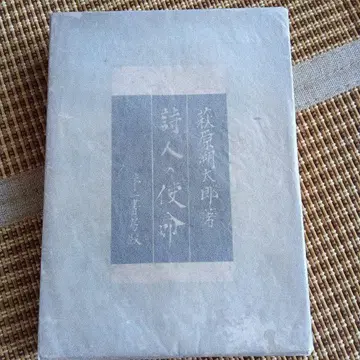 萩原朔太郎著
詩人の使命
第一書房版